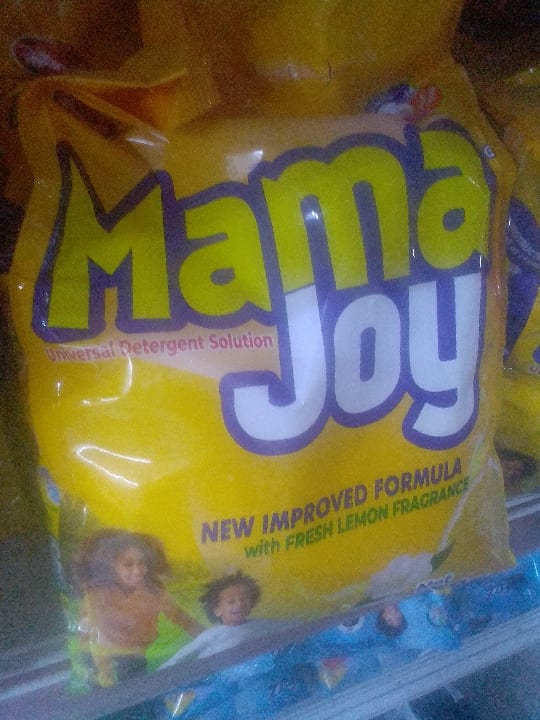 Mama
Joy
Universal Detergent Solution
NEW IMPROVED FORMULA
with FRESH LEMON FRAGRANCE